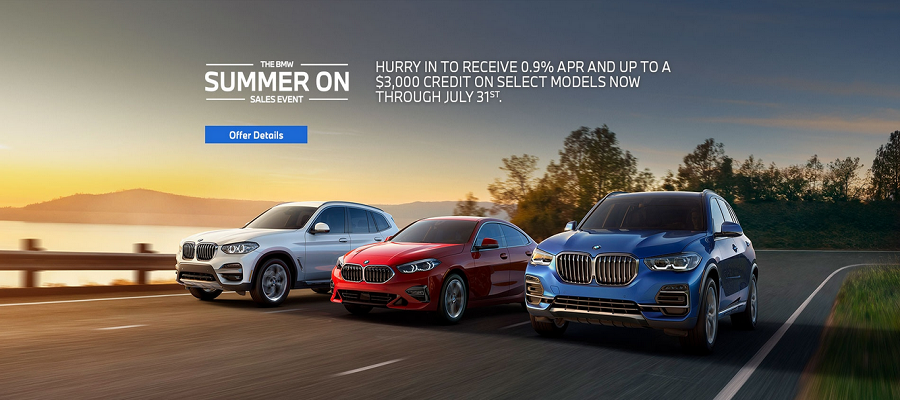 THE BMW
SUMMER ON
SALES EVENT
HURRY IN TO RECEIVE 0.9% APR AND UP TO A
$3,000 CREDIT ON SELECT MODELS NOW
THROUGH JULY 31ST.
Offer Details